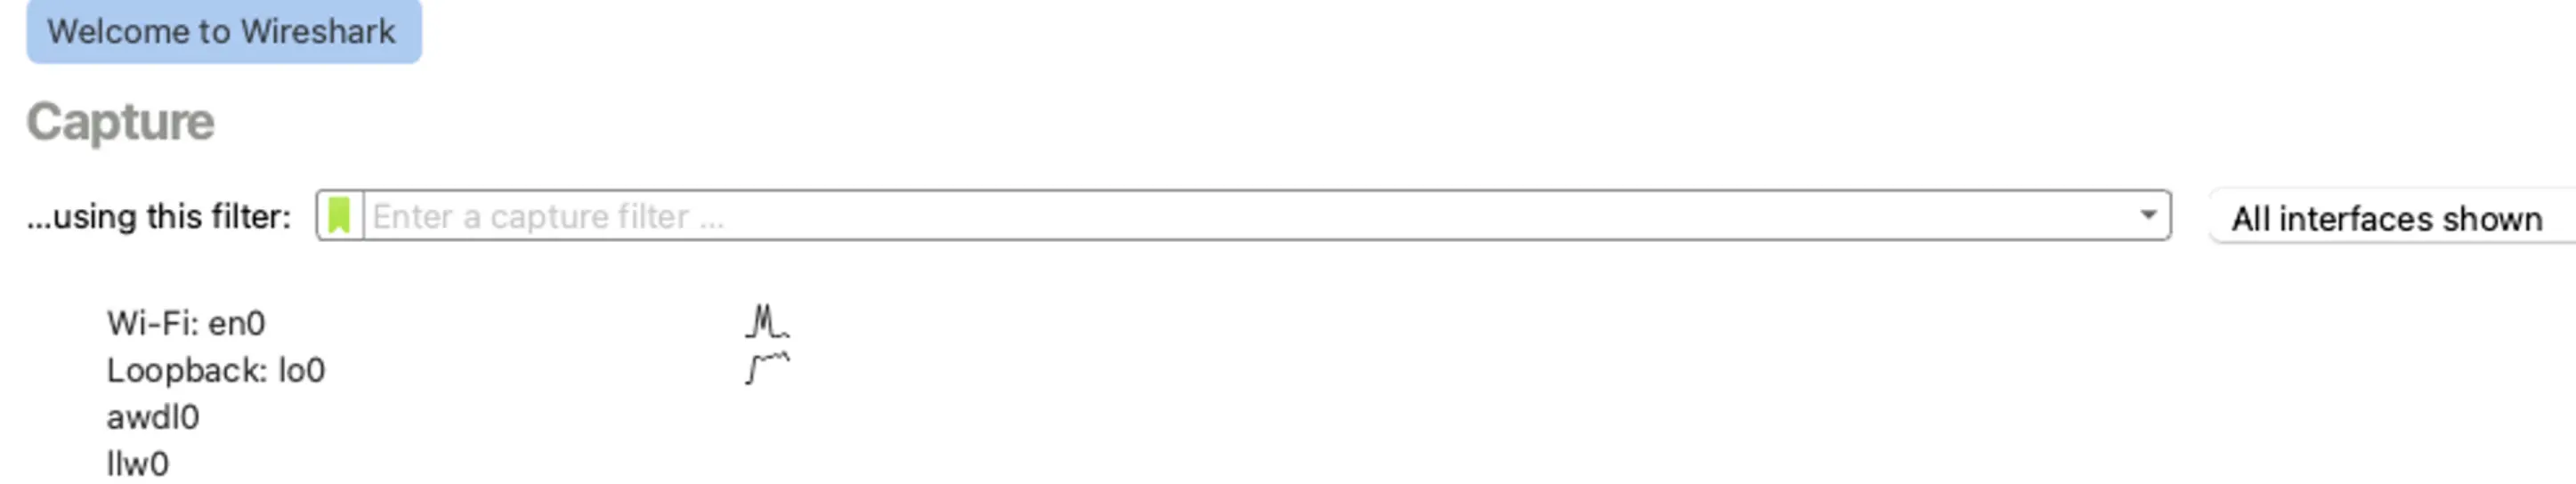 Welcome to Wireshark
Capture
...using this filter: Enter a capture filter ... All interfaces shown
Wi-Fi: en0
Loopback: lo0
awdl0
llw0